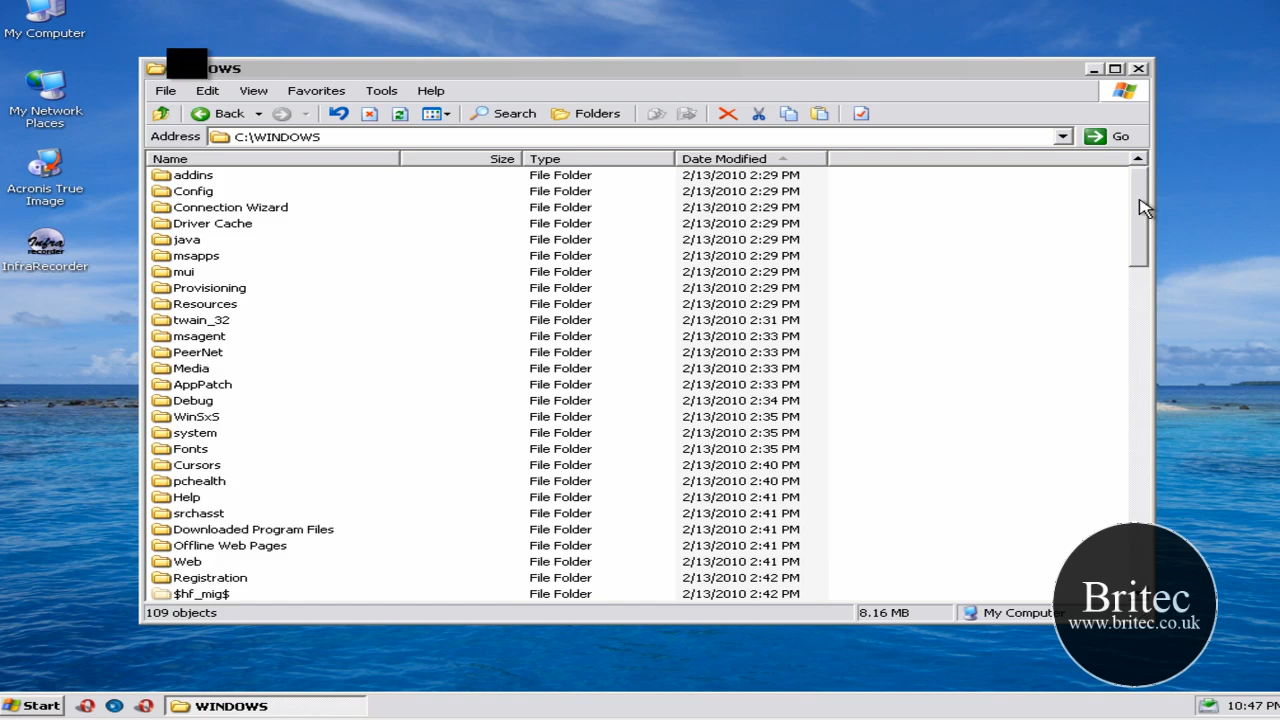 My Computer
My Network
Places
Acronis True
Image
Infra
recorder
InfraRecorder
OWS
File Edit View Favorites Tools Help
Back Search Folders
Address C:\WINDOWS Go
Name Size Type Date Modified
addins File Folder 2/13/2010 2:29 PM
Config File Folder 2/13/2010 2:29 PM
Connection Wizard File Folder 2/13/2010 2:29 PM
Driver Cache File Folder 2/13/2010 2:29 PM
java File Folder 2/13/2010 2:29 PM
msapps File Folder 2/13/2010 2:29 PM
mui File Folder 2/13/2010 2:29 PM
Provisioning File Folder 2/13/2010 2:29 PM
Resources File Folder 2/13/2010 2:29 PM
twain_32 File Folder 2/13/2010 2:31 PM
msagent File Folder 2/13/2010 2:33 PM
PeerNet File Folder 2/13/2010 2:33 PM
Media File Folder 2/13/2010 2:33 PM
AppPatch File Folder 2/13/2010 2:33 PM
Debug File Folder 2/13/2010 2:34 PM
WinSxS File Folder 2/13/2010 2:35 PM
system File Folder 2/13/2010 2:35 PM
Fonts File Folder 2/13/2010 2:35 PM
Cursors File Folder 2/13/2010 2:40 PM
pchealth File Folder 2/13/2010 2:40 PM
Help File Folder 2/13/2010 2:41 PM
srchasst File Folder 2/13/2010 2:41 PM
Downloaded Program Files File Folder 2/13/2010 2:41 PM
Offline Web Pages File Folder 2/13/2010 2:41 PM
Web File Folder 2/13/2010 2:41 PM
Registration File Folder 2/13/2010 2:42 PM
$hf_mig$ File Folder 2/13/2010 2:42 PM
109 objects 8.16 MB My Compute
Britec
www.britec.co.uk
Start WINDOWS 10:47 PM